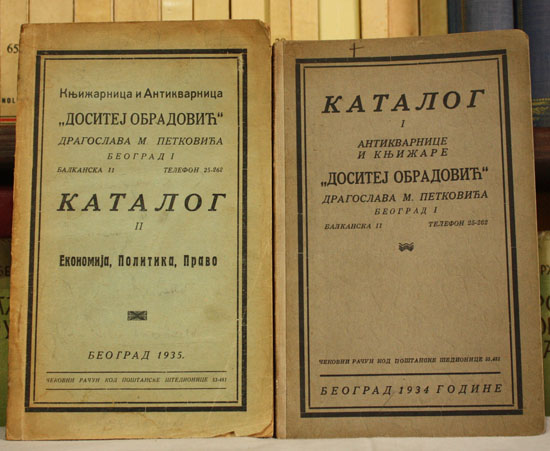 Књижарница и Антикварница
„ДОСИТЕЈ ОБРАДОВИЋ“
ДРАГОСЛАВА М. ПЕТКОВИЋА
БЕОГРАД I
БАЛКАНСКА 11 ТЕЛЕФОН 25-262
КАТАЛОГ
II
Економија, Политика, Право
БЕОГРАД 1935.
ЧЕКОВНИ РАЧУН КОД ПОШТАНСКЕ ШТЕДИОНИЦЕ 53.461
КАТАЛОГ
I
АНТИКВАРНИЦЕ
И КЊИЖАРЕ
„ДОСИТЕЈ ОБРАДОВИЋ“
ДРАГОСЛАВА М. ПЕТКОВИЋА
БЕОГРАД I
БАЛКАНСКА 11 ТЕЛЕФОН 25-262
ЧЕКОВНИ РАЧУН КОД ПОШТАНСКЕ ШТЕДИОНИЦЕ 53.461
БЕОГРАД 1934 ГОДИНЕ